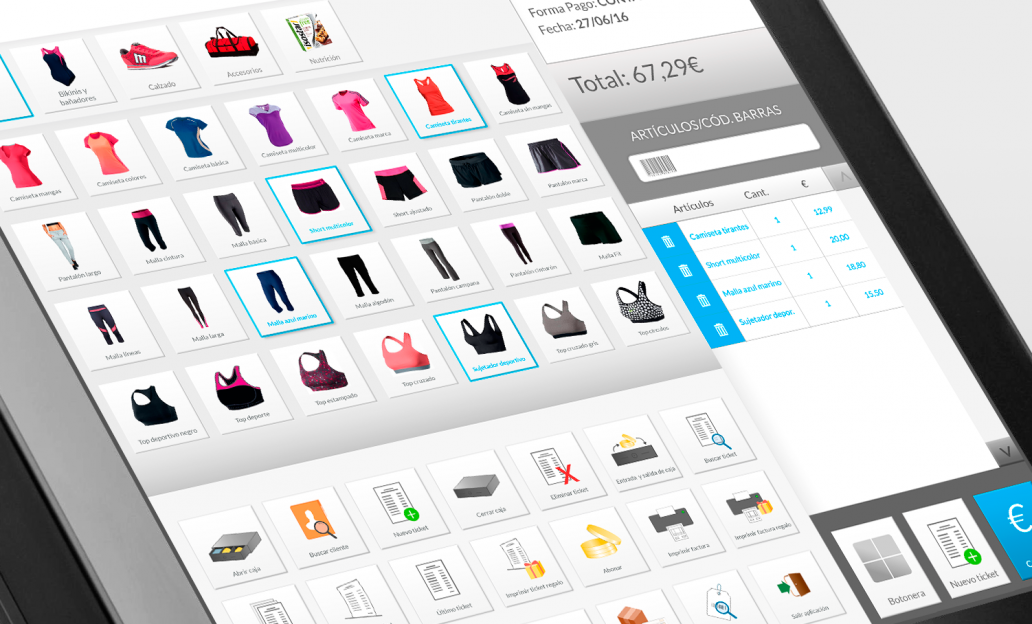 Forma Pago:
Fecha: 27/06/16
Total: 67,29€
ARTÍCULOS/CÓD. BARRAS
Artículos Cant. €
Camiseta tirantes 1 12.99
Short multicolor 1 20.00
Malla azul marino 1 18.80
Sujetador depor. 1 15.50
Bikinis y
bañadores
Calzado
Accesorios
Nutrición
Camiseta mangas
Camiseta colores
Camiseta básica
Camiseta multicolor
Camiseta marca
Camiseta tirantes
Camiseta sin mangas
Pantalón largo
Malla cintura
Malla básica
Short multicolor
Short ajustado
Pantalón doble
Pantalón marca
Malla líneas
Malla larga
Malla azul marino
Malla algodón
Pantalón campana
Pantalón cinturón
Malla Fit
Top deportivo negro
Top deporte
Top estampado
Top cruzado
Sujetador deportivo
Top cruzado gris
Top círculos
Abrir caja
Buscar cliente
Nuevo ticket
Cerrar caja
Eliminar ticket
Entrada y salida de caja
Buscar ticket
Último ticket
Imprimir ticket regalo
Abonar
Imprimir factura
Imprimir factura regalo
Salir aplicación
Botonera
Nuevo ticket
€